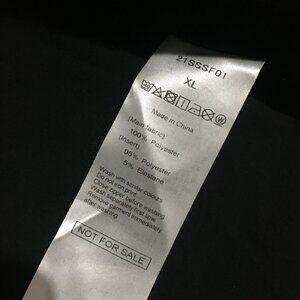 21SSSF01
XL
Made in China
(Main fabric)
100% Polyester
(Insert)
95% Polyester
5% Elastane
Wash with similar colours
Do not iron print
Close zipper before washing
Wash separately first time
Remove garment immediately
after washing
NOT FOR SALE